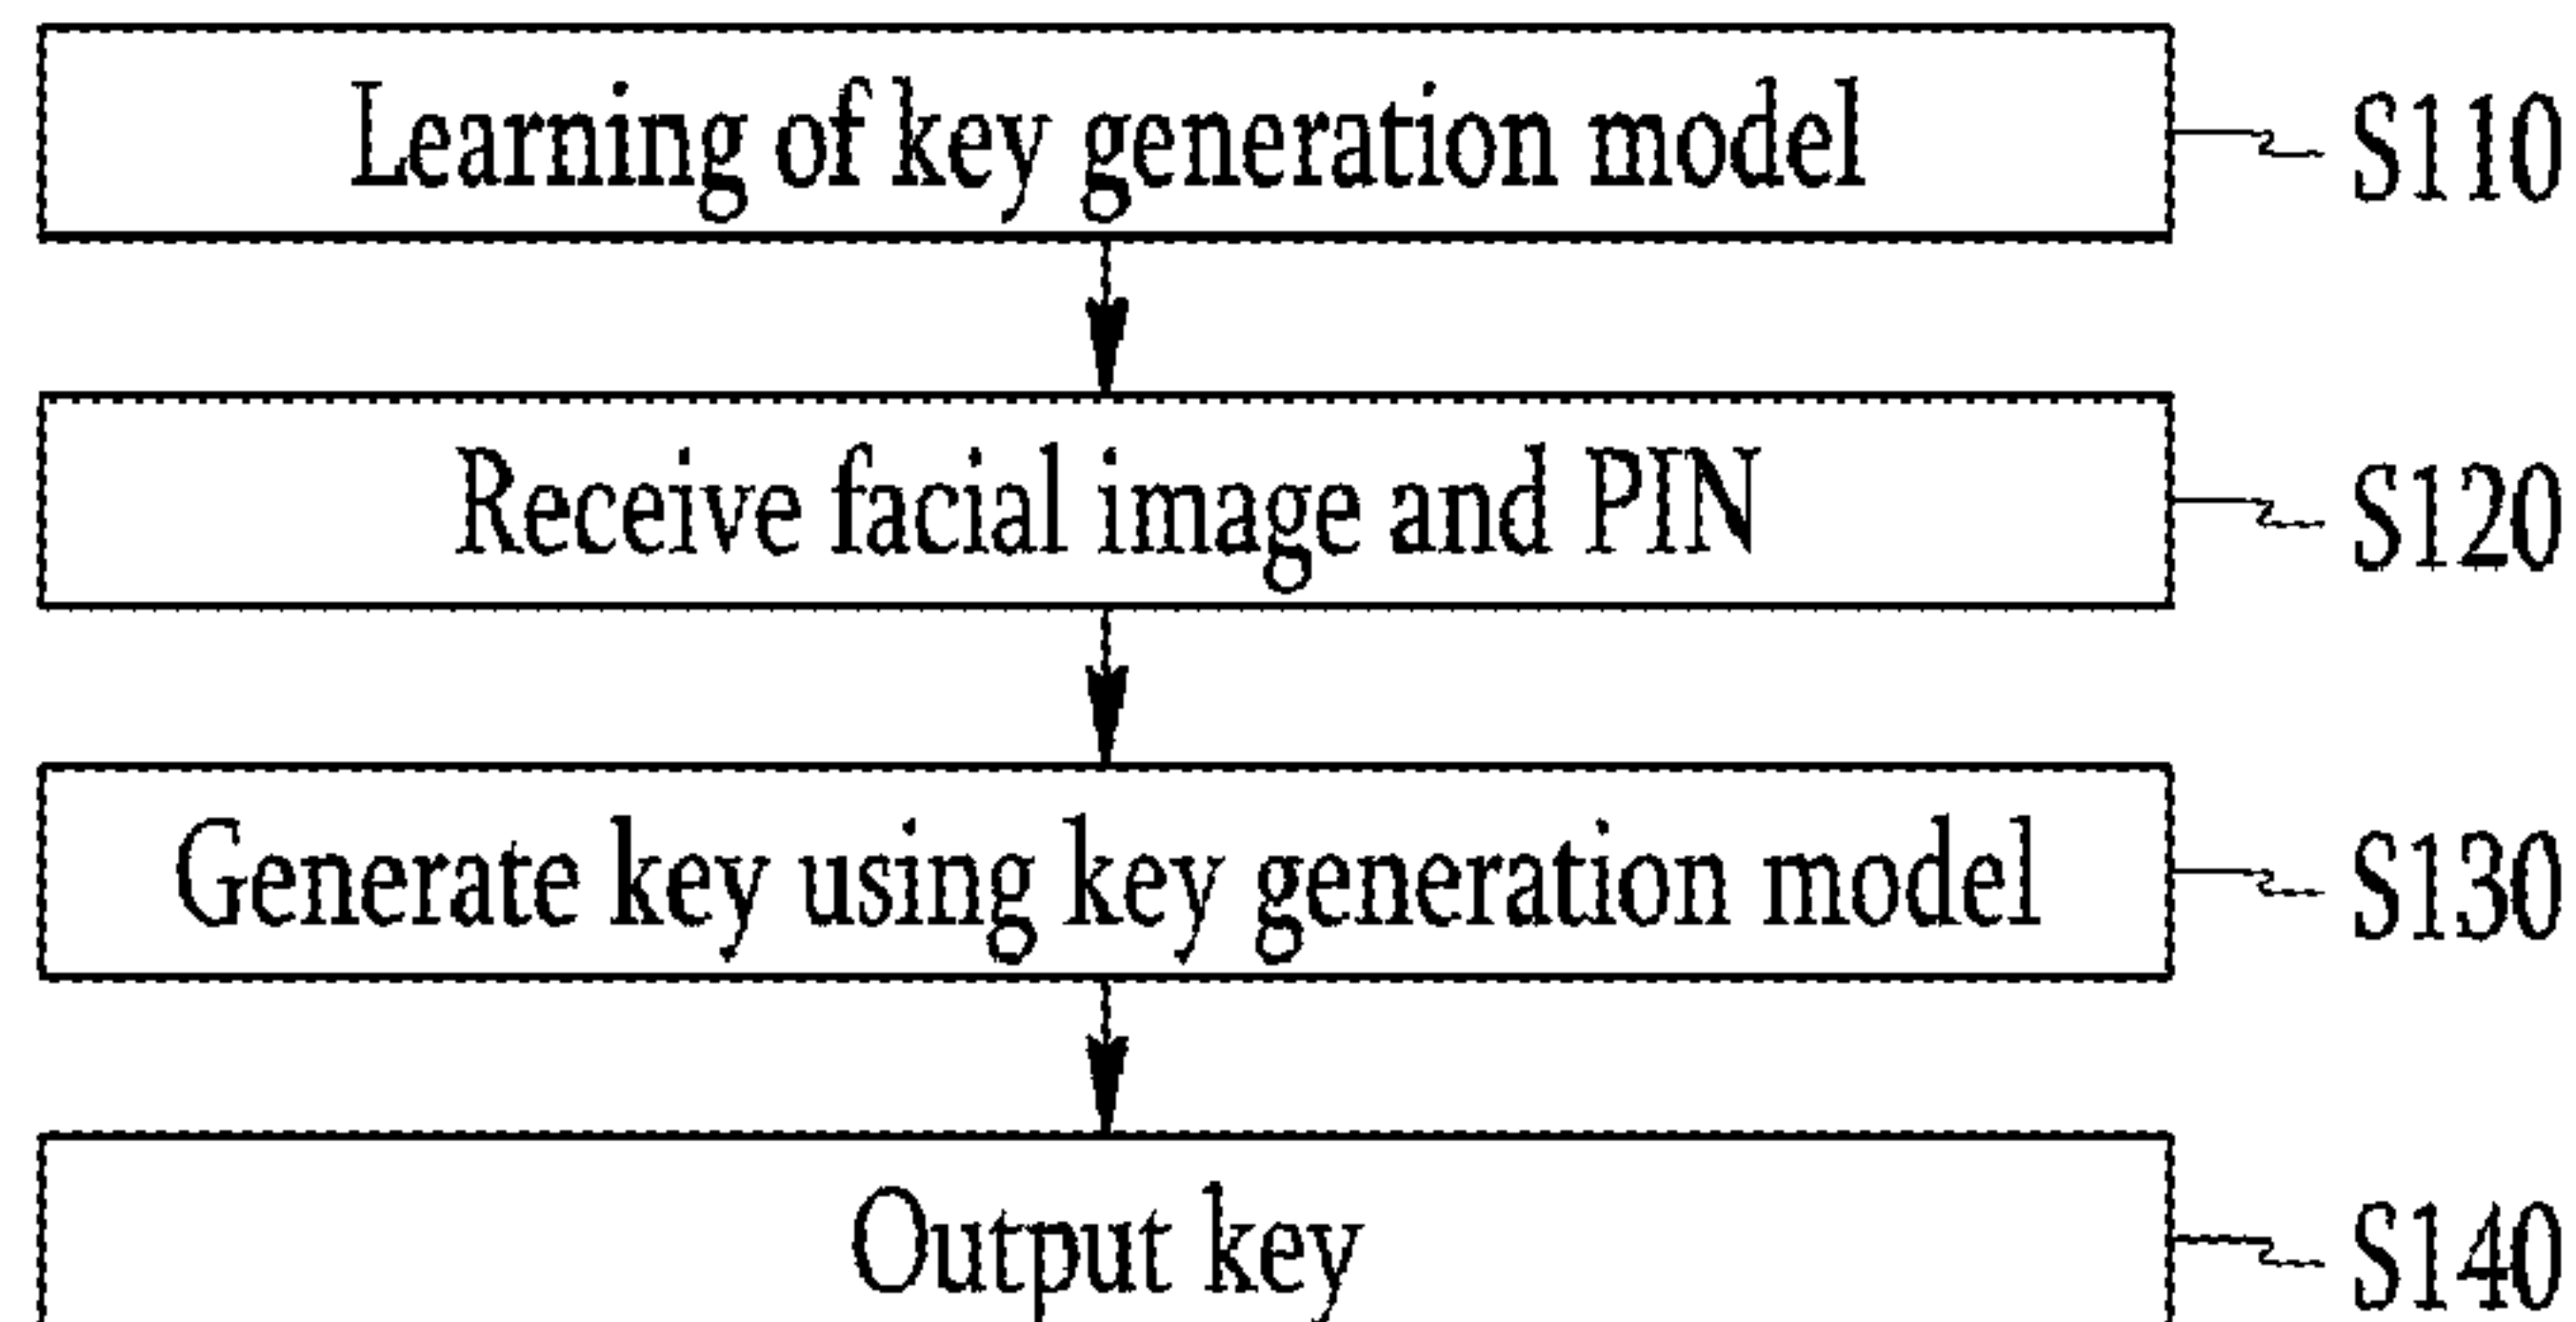 Learning of key generation model S110
Receive facial image and PIN S120
Generate key using key generation model S130
Output key S140